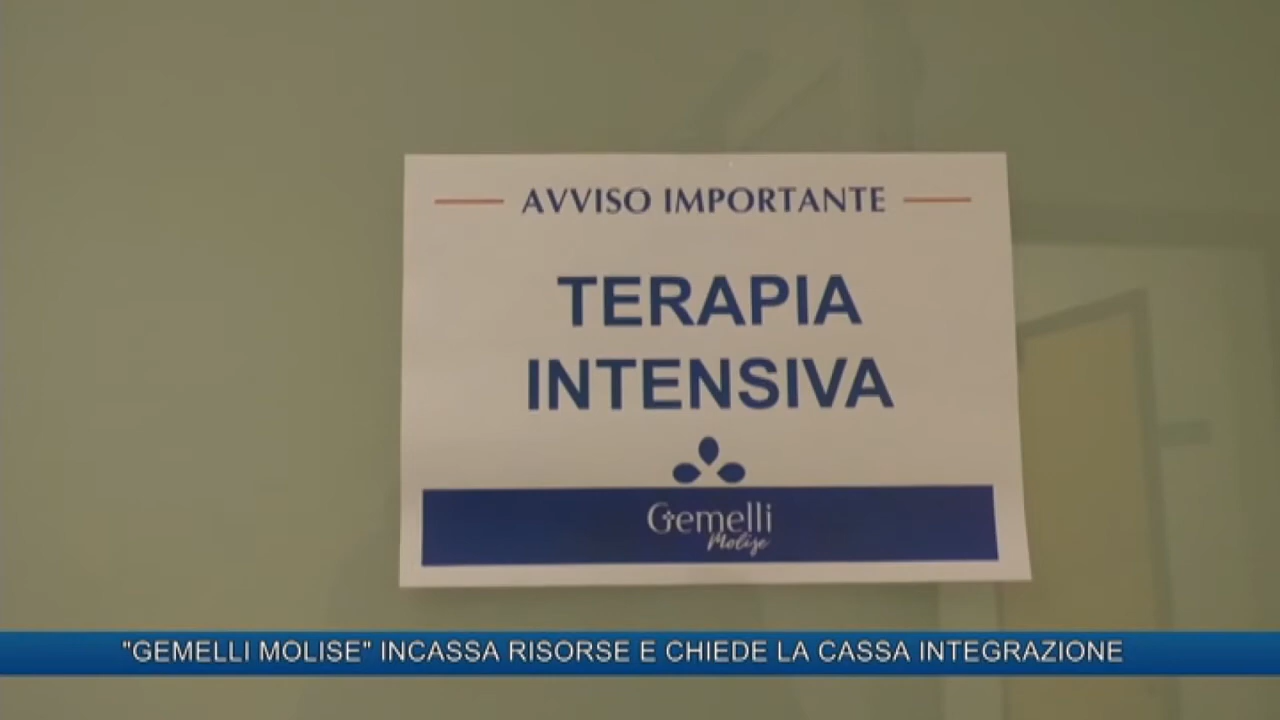 AVVISO IMPORTANTE
TERAPIA
INTENSIVA
Gemelli
Molise
"GEMELLI MOLISE" INCASSA RISORSE E CHIEDE LA CASSA INTEGRAZIONE